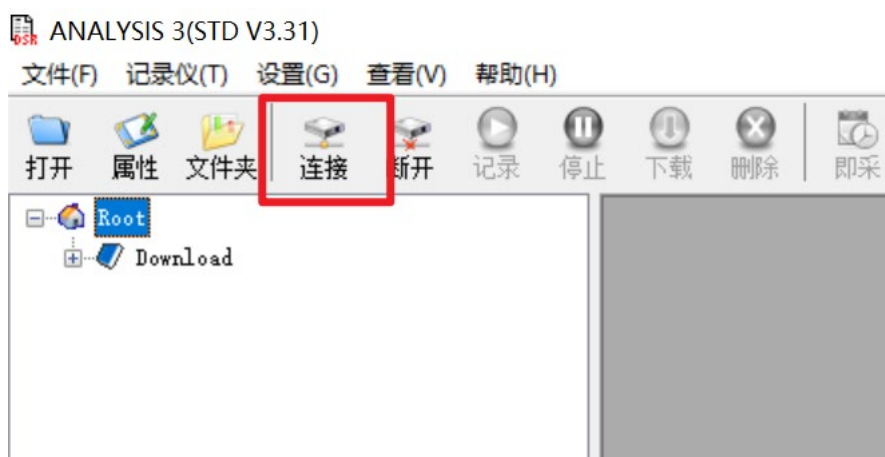 DSR ANALYSIS 3(STD V3.31)
文件(F) 记录仪(T) 设置(G) 查看(V) 帮助(H)
打开 属性 文件夹 连接 断开 记录 停止 下载 删除 即采
Root
Download